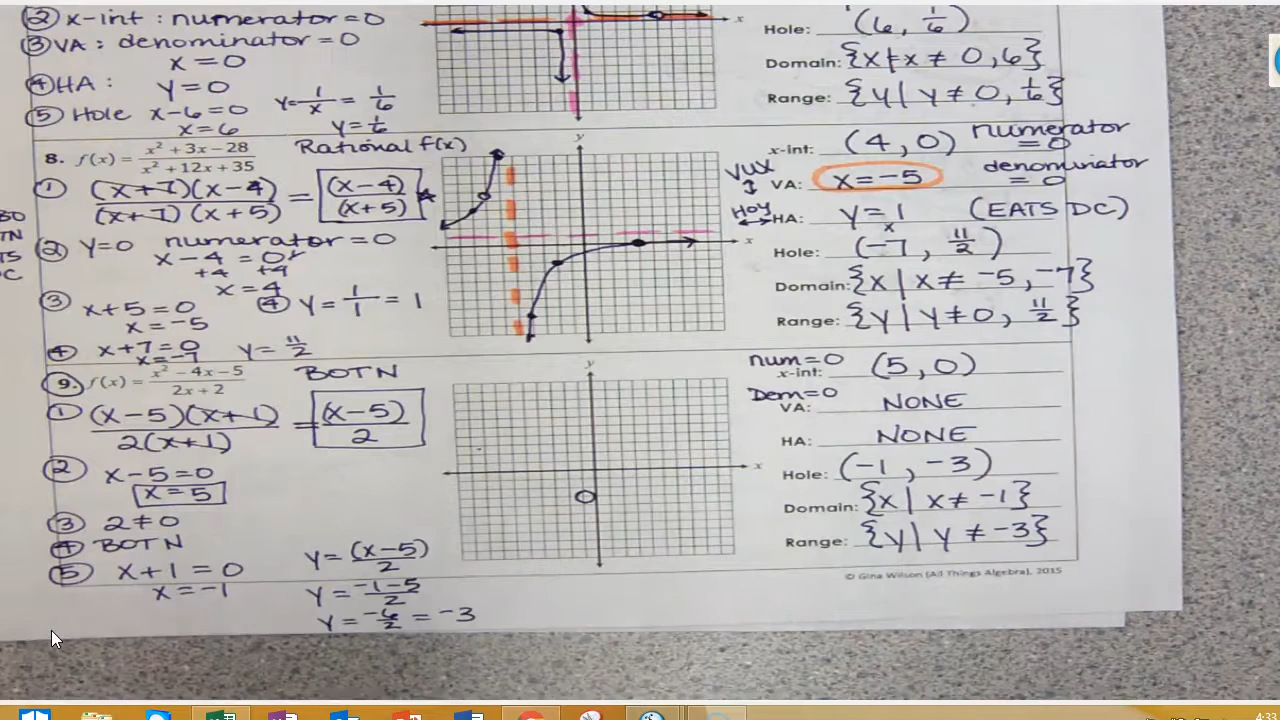 ② x-int : numerator = 0
③ VA : denominator = 0
x = 0
④ HA : y = 0
⑤ Hole x-6=0 y=1/x = 1/6
x=6 y=1/6
x
Hole: (6, 1/6)
Domain: {x|x ≠ 0,6}
Range: {y| y≠0, 1/6}
8. f(x) = (x² + 3x - 28)/(x² + 12x + 35) Rational f(x)
① (x+7)(x-4)/(x+7)(x+5) = (x-4)/(x+5)
② y=0 numerator = 0
x - 4 = 0
+4 +4
x = 4
③ x+5=0 ④ y = 1/1 = 1
x = -5
④ x+7=0 y = 11/2
x=-7
y
x
x-int: (4, 0) numerator = 0
VUX
VA: x = -5 denominator = 0
HOY
HA: y = 1 (EATS DC)
x
Hole: (-7, 11/2)
Domain: {x | x ≠ -5, -7}
Range: {y | y ≠ 0, 11/2}
9. f(x) = (x² - 4x - 5)/(2x + 2) BOTN
① (x-5)(x+1)/2(x+1) = (x-5)/2
② x-5=0
x = 5
③ 2 ≠ 0
④ BOTN
⑤ x+1 = 0
x = -1
y = (x-5)/2
y = -1-5/2
y = -6/2 = -3
y
x
num=0
x-int: (5, 0)
Dem=0
VA: NONE
HA: NONE
Hole: (-1, -3)
Domain: {x | x ≠ -1}
Range: {y | y ≠ -3}
© Gina Wilson (All Things Algebra), 2015
4:33